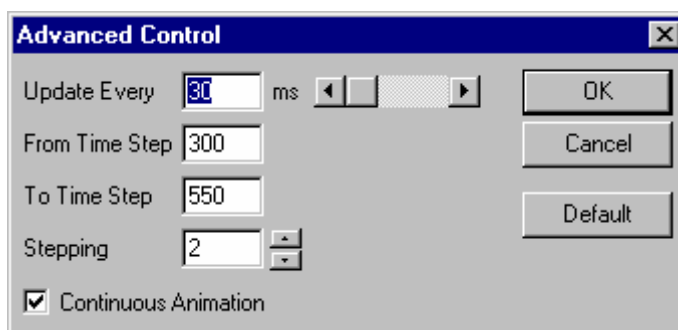 Advanced Control
Update Every 30 ms OK
From Time Step 300 Cancel
To Time Step 550 Default
Stepping 2
Continuous Animation